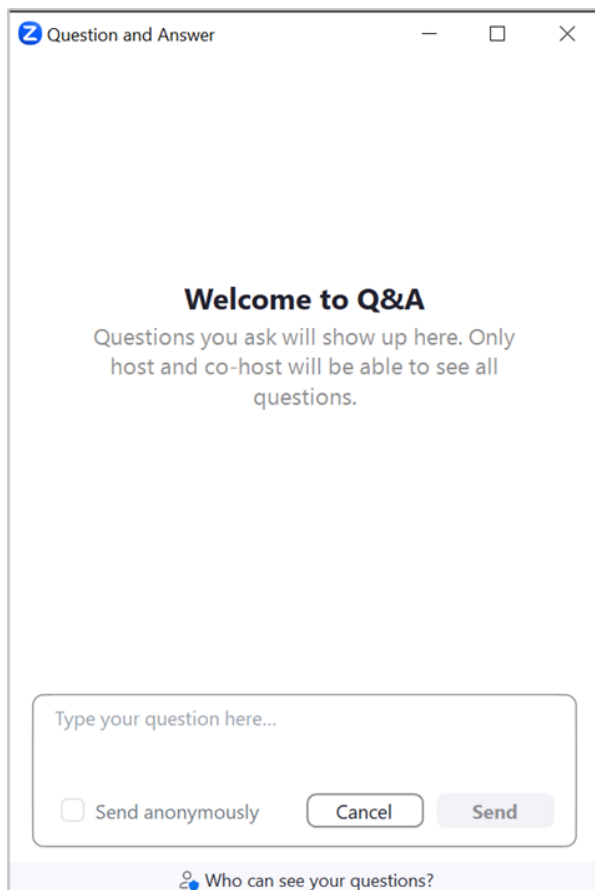 Z Question and Answer
Welcome to Q&A
Questions you ask will show up here. Only
host and co-host will be able to see all
questions.
Type your question here...
Send anonymously Cancel Send
Who can see your questions?